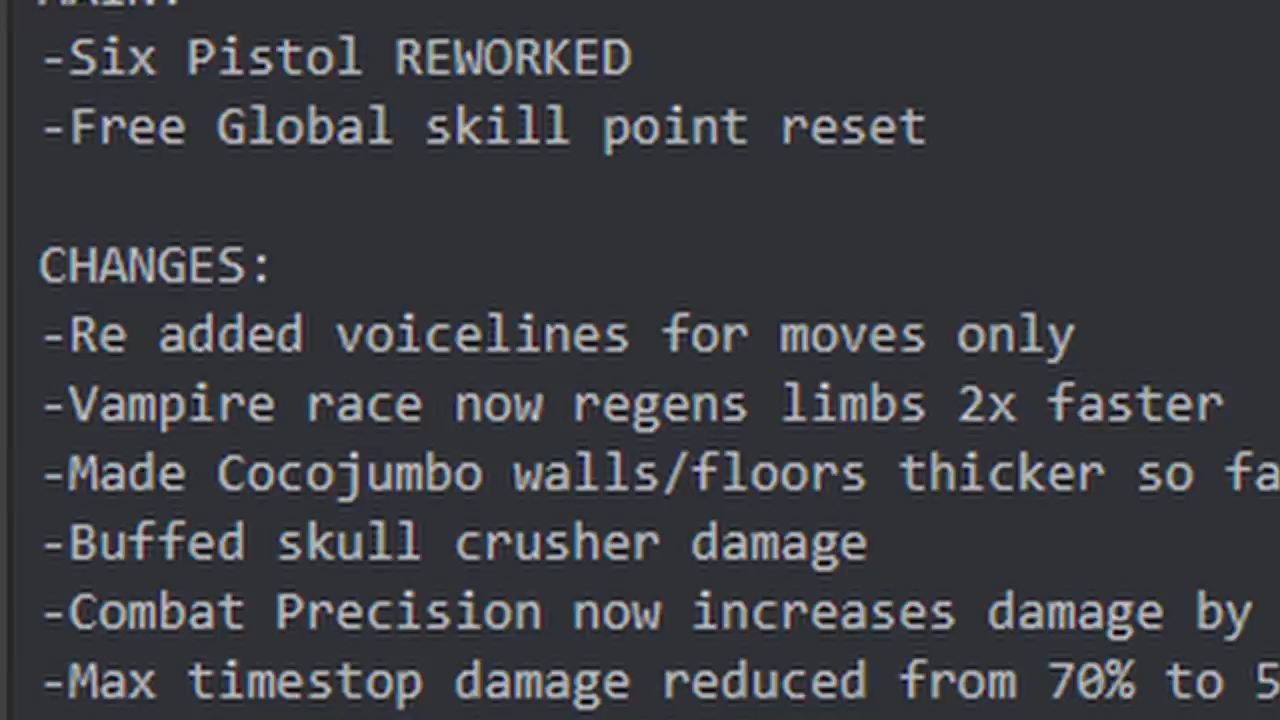 MAIN:
-Six Pistol REWORKED
-Free Global skill point reset
CHANGES:
-Re added voicelines for moves only
-Vampire race now regens limbs 2x faster
-Made Cocojumbo walls/floors thicker so
-Buffed skull crusher damage
-Combat Precision now increases damage by
-Max timestop damage reduced from 70% to